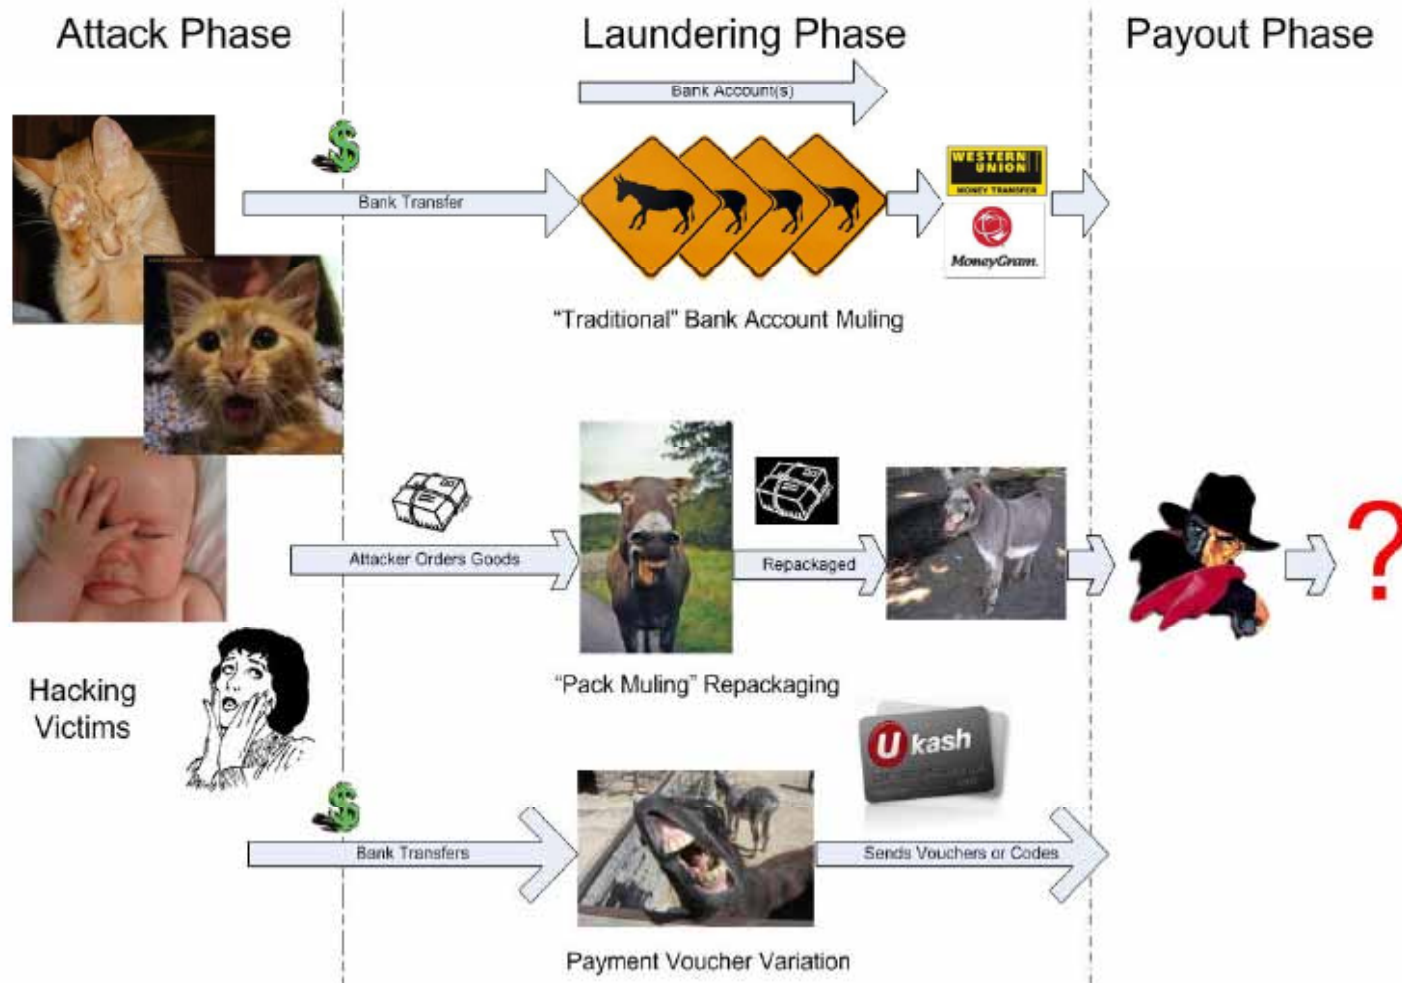 Attack Phase
Laundering Phase
Payout Phase
Bank Account(s)
Bank Transfer
WESTERN
UNION
MONEY TRANSFER
MoneyGram.
"Traditional" Bank Account Muling
Attacker Orders Goods
Repackaged
?
"Pack Muling" Repackaging
Hacking
Victims
U kash
Bank Transfers
Sends Vouchers or Codes
Payment Voucher Variation